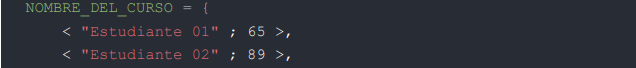 NOMBRE_DEL_CURSO = {
< "Estudiante 01" ; 65 >,
< "Estudiante 02" ; 89 >,